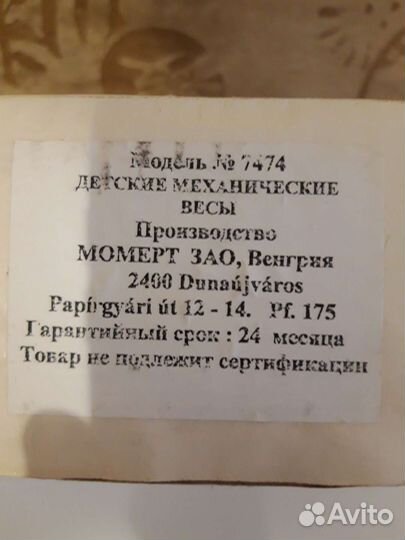 Модель № 7474
ДЕТСКИЕ МЕХАНИЧЕСКИЕ
ВЕСЫ
Производство
МОМЕРТ ЗАО, Венгрия
2400 Dunaújváros
Papírgyári út 12 - 14. Pf. 175
Гарантийный срок : 24 месяца
Товар не подлежит сертификации
Avito